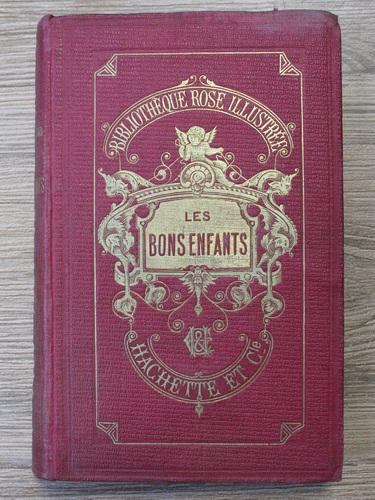 BIBLIOTHÈQUE ROSE ILLUSTRÉE
LES
BONS ENFANTS
H&C
HACHETTE ET Cie